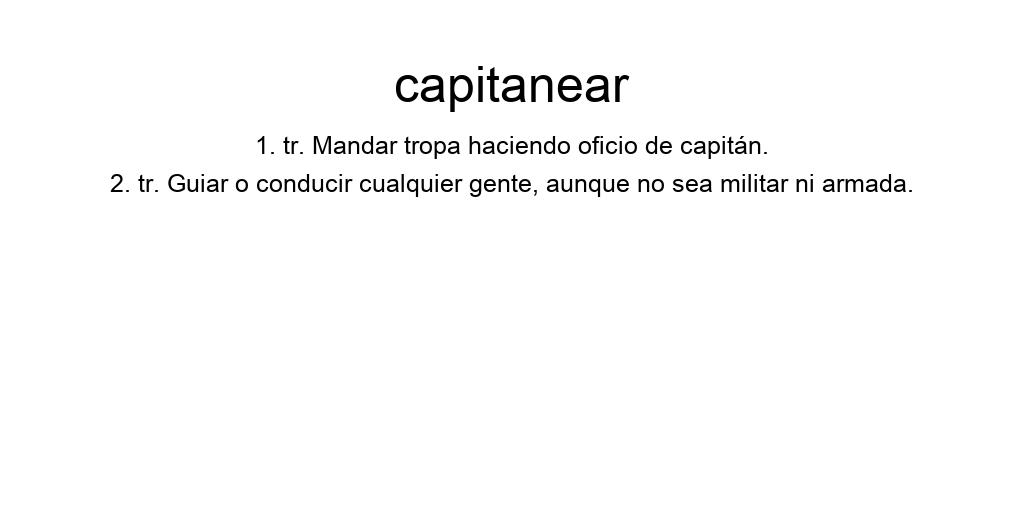 capitanear
1. tr. Mandar tropa haciendo oficio de capitán.
2. tr. Guiar o conducir cualquier gente, aunque no sea militar ni armada.